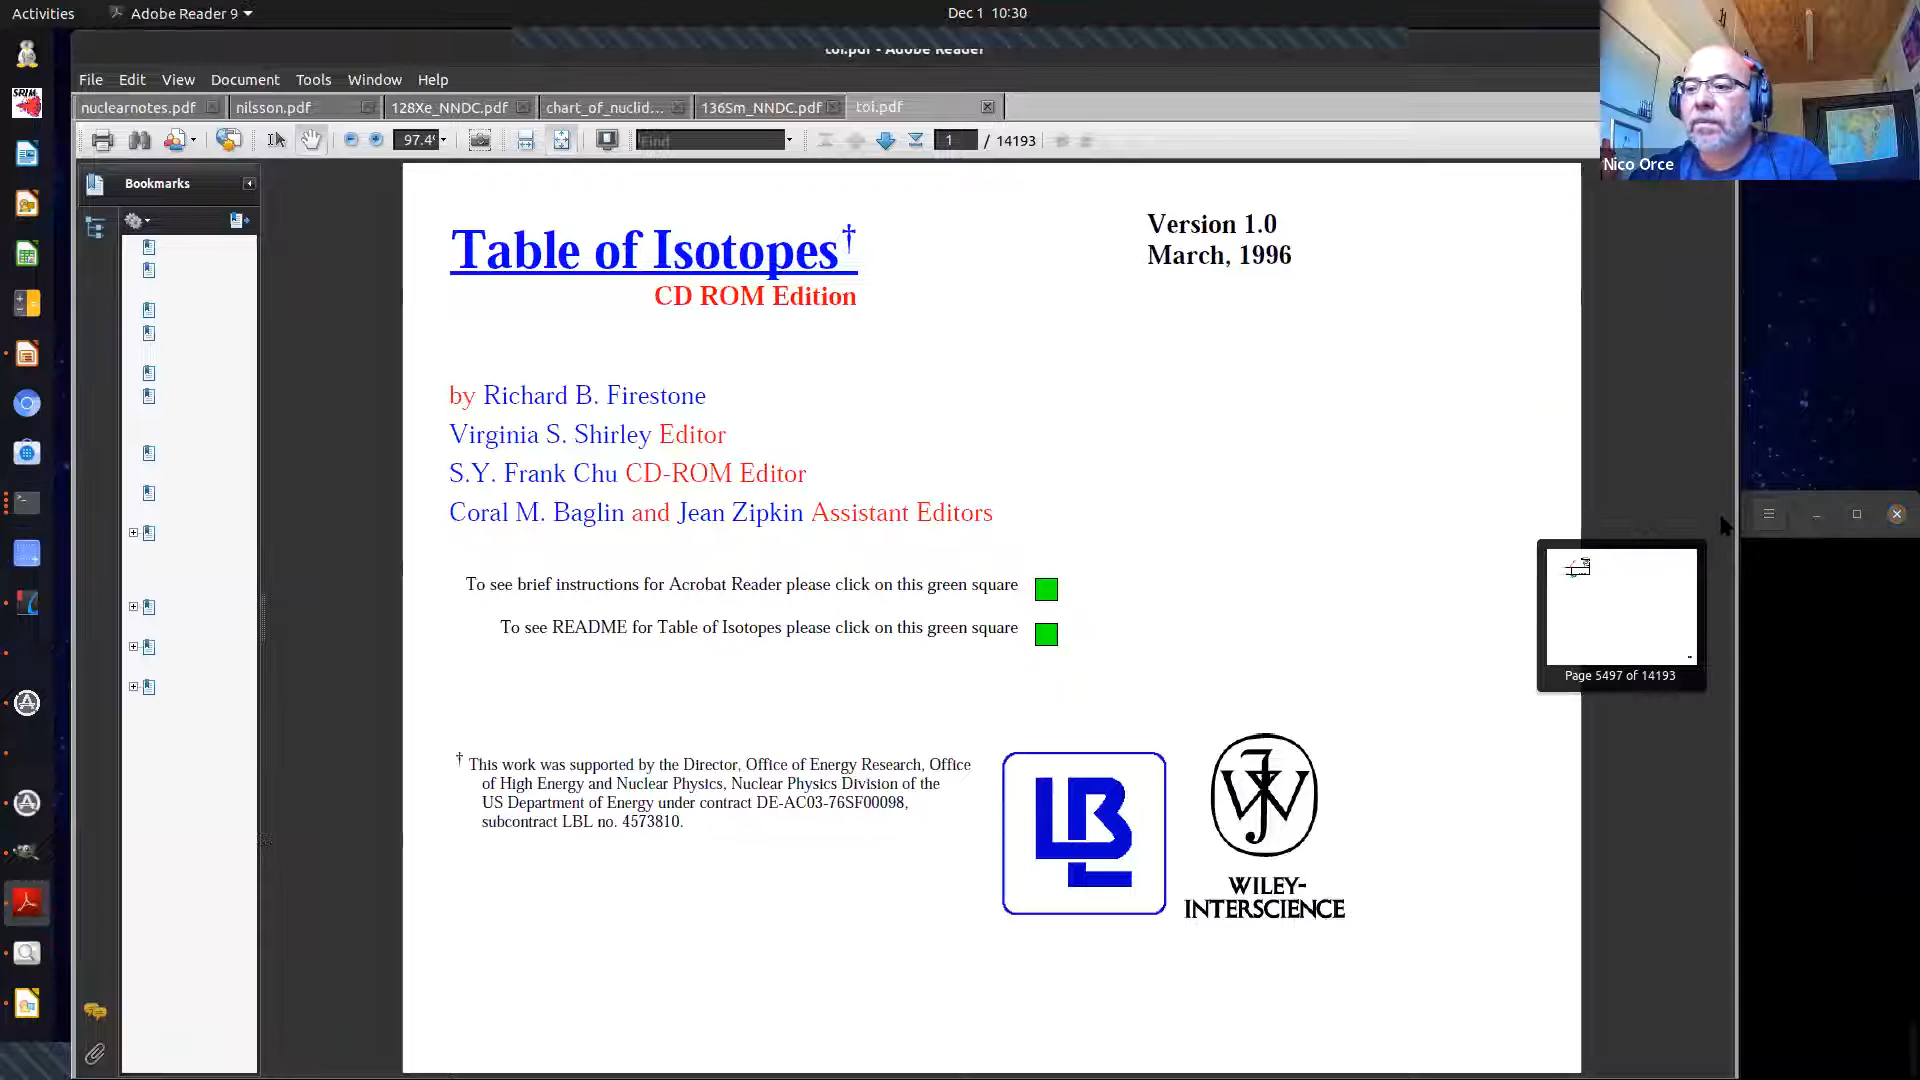 Activities
Adobe Reader 9
Dec 1 10:30
toi.pdf - Adobe Reader
File Edit View Document Tools Window Help
nuclearnotes.pdf
nilsson.pdf
128Xe_NNDC.pdf
chart_of_nuclid...
136Sm_NNDC.pdf
toi.pdf
97.4%
Find
1 / 14193
Nico Orce
Bookmarks
SRIM
Table of Isotopes†
CD ROM Edition
Version 1.0
March, 1996
by Richard B. Firestone
Virginia S. Shirley Editor
S.Y. Frank Chu CD-ROM Editor
Coral M. Baglin and Jean Zipkin Assistant Editors
To see brief instructions for Acrobat Reader please click on this green square
To see README for Table of Isotopes please click on this green square
Page 5497 of 14193
† This work was supported by the Director, Office of Energy Research, Office
of High Energy and Nuclear Physics, Nuclear Physics Division of the
US Department of Energy under contract DE-AC03-76SF00098,
subcontract LBL no. 4573810.
LBL
WILEY-
INTERSCIENCE